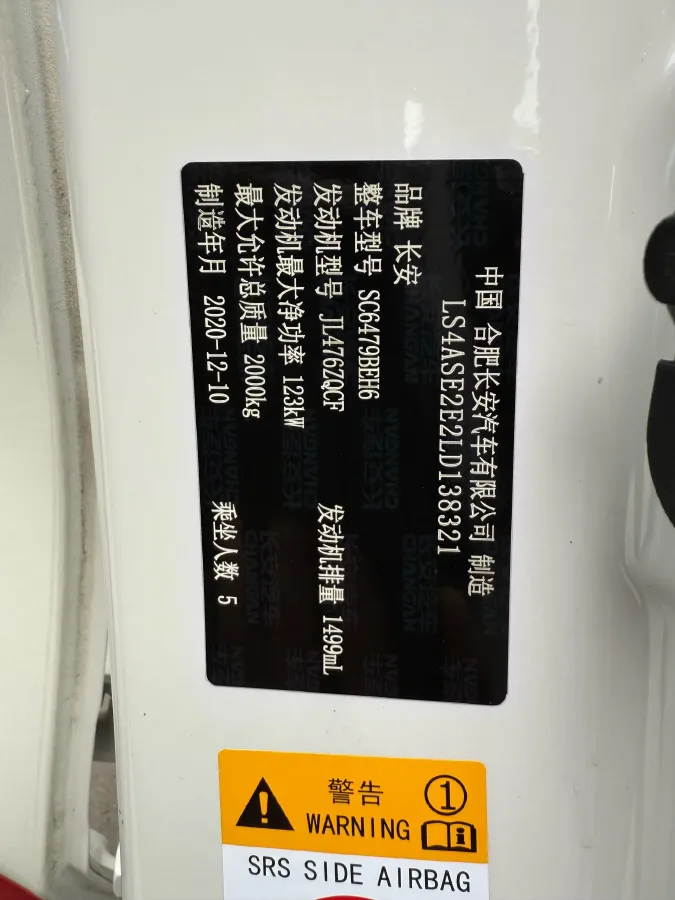 中国 合肥长安汽车有限公司 制造
LS4ASE2E2LD138321
品牌 长安
整车型号 SC6479BEH6
发动机型号 JL476ZQCF 发动机排量 1499mL
发动机最大净功率 123kW
最大允许总质量 2000kg
制造年月 2020-12-10 乘坐人数 5
警告 1
WARNING i
SRS SIDE AIRBAG